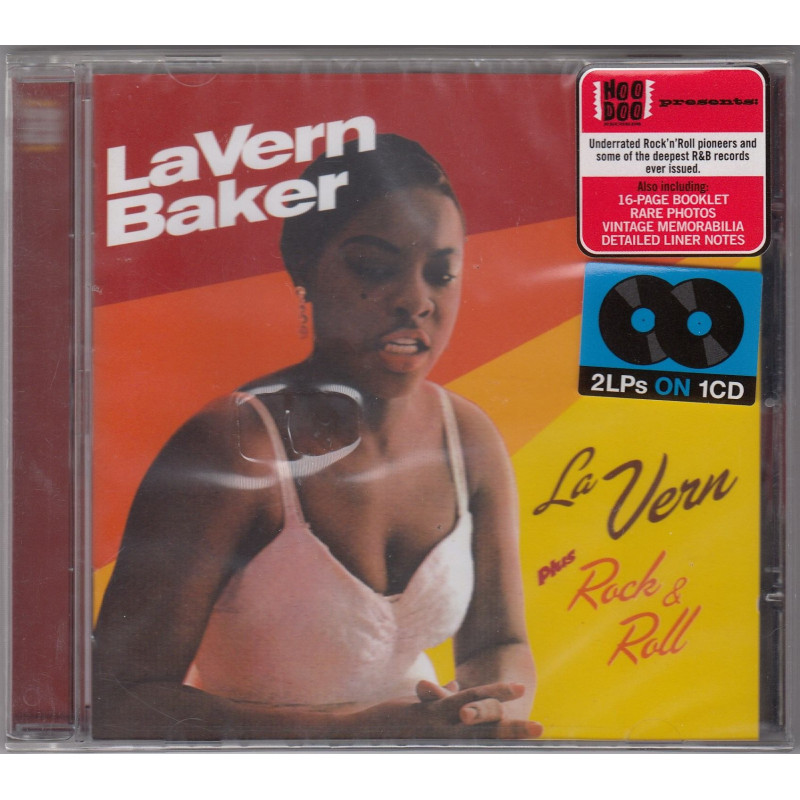 LaVern
Baker
HOO
DOO
presents:
Underrated Rock'n'Roll pioneers and
some of the deepest R&B records
ever issued.
Also including:
16-PAGE BOOKLET
RARE PHOTOS
VINTAGE MEMORABILIA
DETAILED LINER NOTES
2LPs ON 1CD
La Vern
plus Rock &
Roll